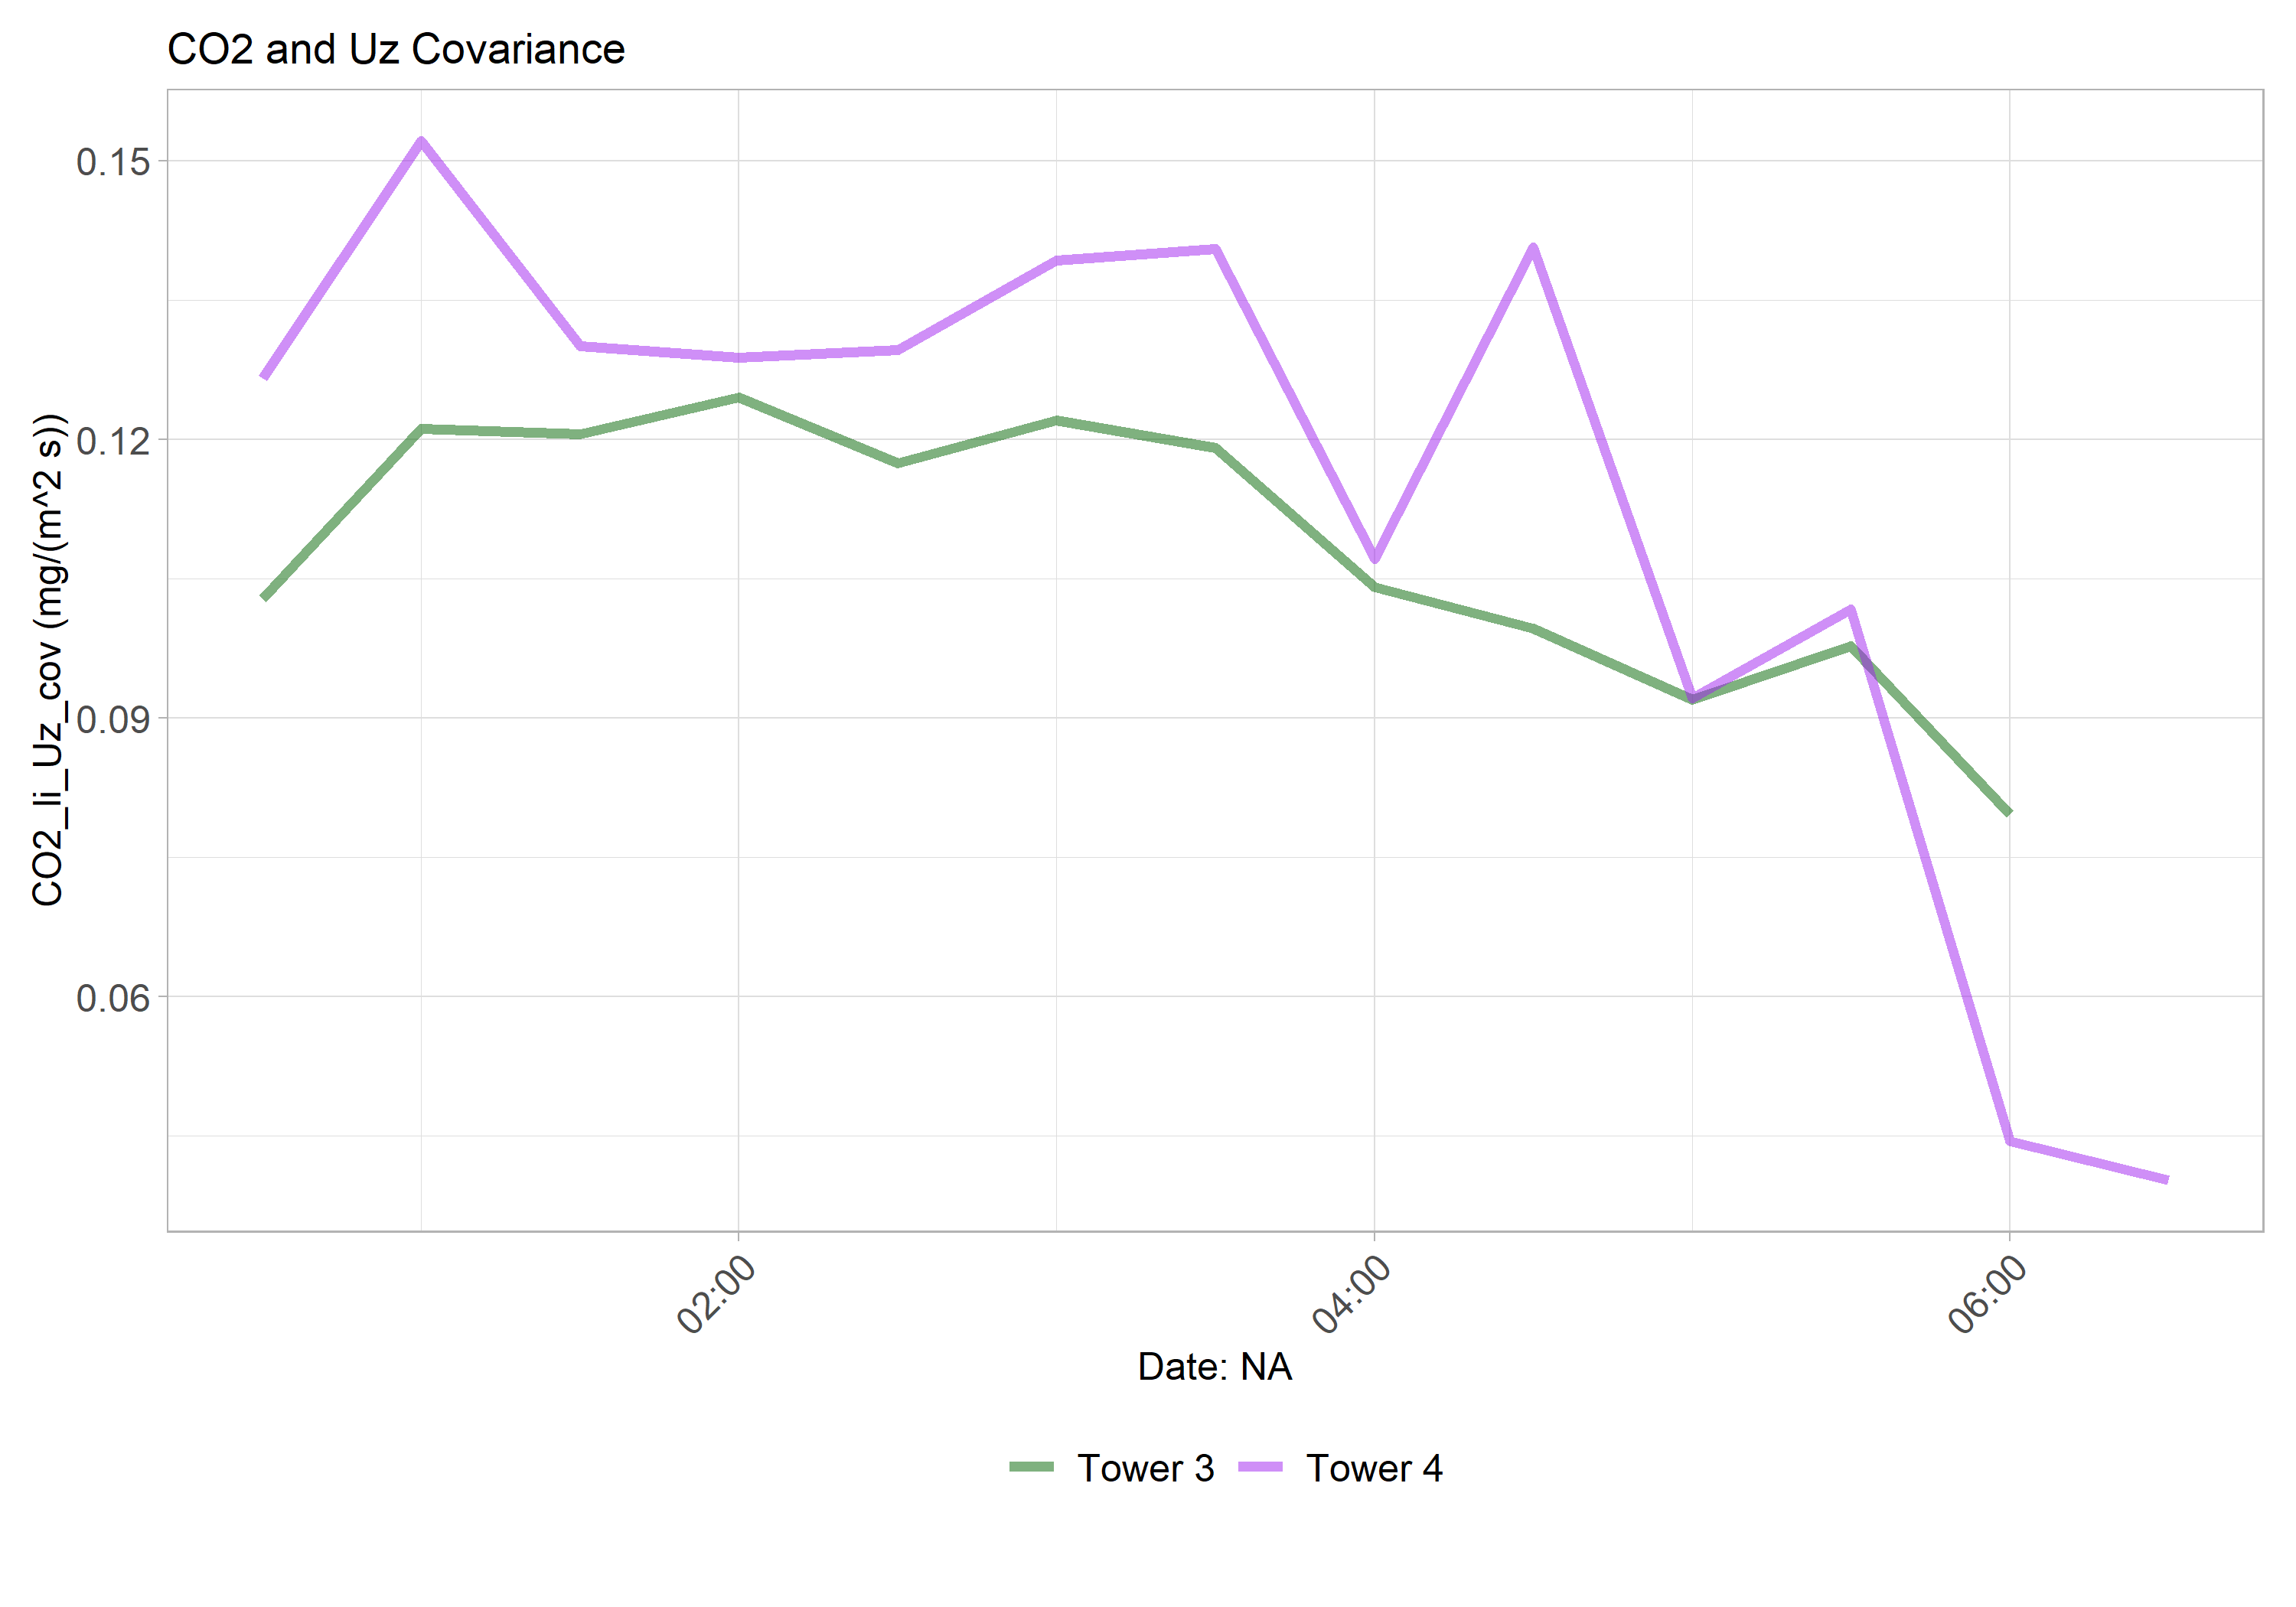 CO2 and Uz Covariance
CO2_li_Uz_cov (mg/(m^2 s))
0.15
0.12
0.09
0.06
02:00
04:00
06:00
Date: NA
Tower 3
Tower 4